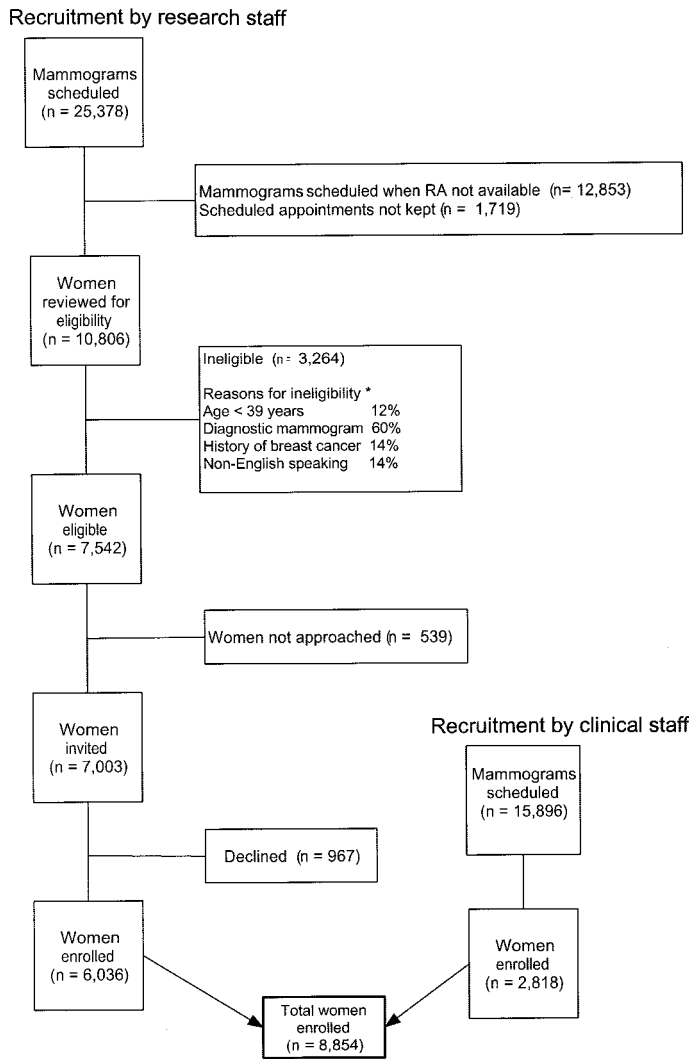 Recruitment by research staff
Mammograms
scheduled
(n = 25,378)
Mammograms scheduled when RA not available (n= 12,853)
Scheduled appointments not kept (n = 1,719)
Women
reviewed for
eligibility
(n = 10,806)
Ineligible (n= 3,264)
Reasons for ineligibility *
Age < 39 years 12%
Diagnostic mammogram 60%
History of breast cancer 14%
Non-English speaking 14%
Women
eligible
(n = 7,542)
Women not approached (n = 539)
Women
invited
(n = 7,003)
Declined (n = 967)
Women
enrolled
(n = 6,036)
Recruitment by clinical staff
Mammograms
scheduled
(n = 15,896)
Women
enrolled
(n = 2,818)
Total women
enrolled
(n = 8,854)